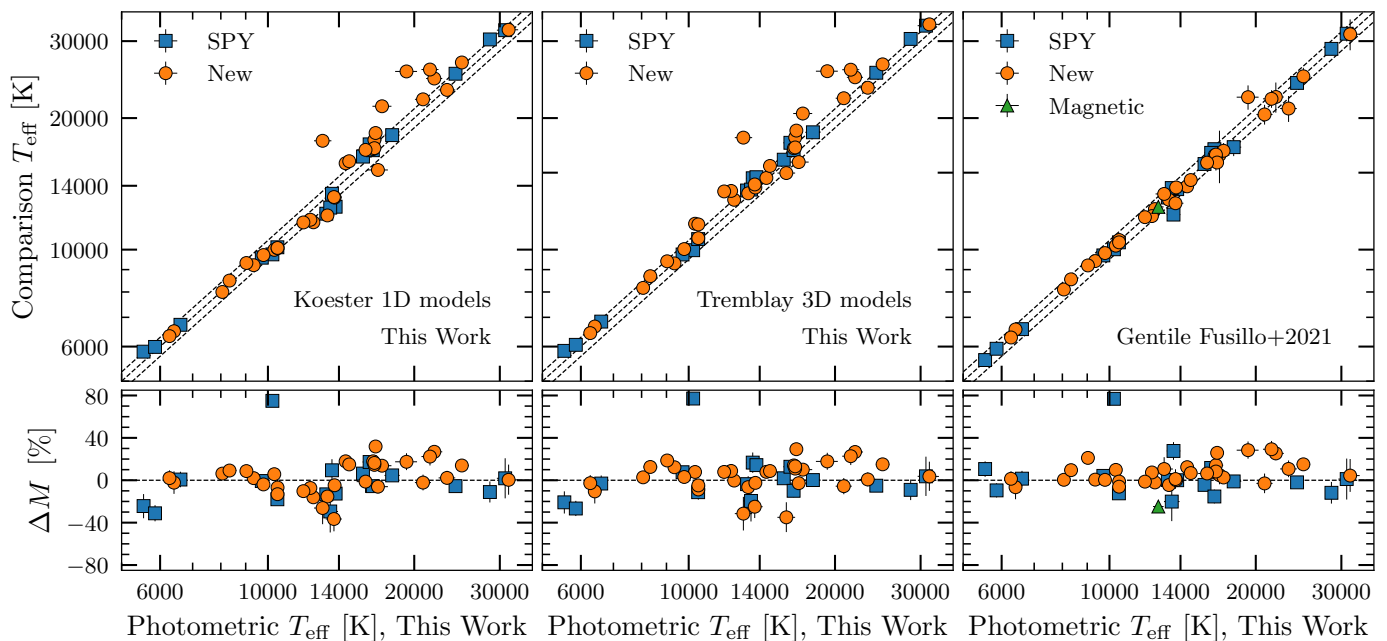 SPY
New
Koester 1D models
This Work
SPY
New
Tremblay 3D models
This Work
SPY
New
Magnetic
Gentile Fusillo+2021
Comparison T_eff [K]
30000
20000
14000
10000
6000
ΔM [%]
80
40
0
−40
−80
6000 10000 14000 20000 30000
6000 10000 14000 20000 30000
6000 10000 14000 20000 30000
Photometric T_eff [K], This Work
Photometric T_eff [K], This Work
Photometric T_eff [K], This Work